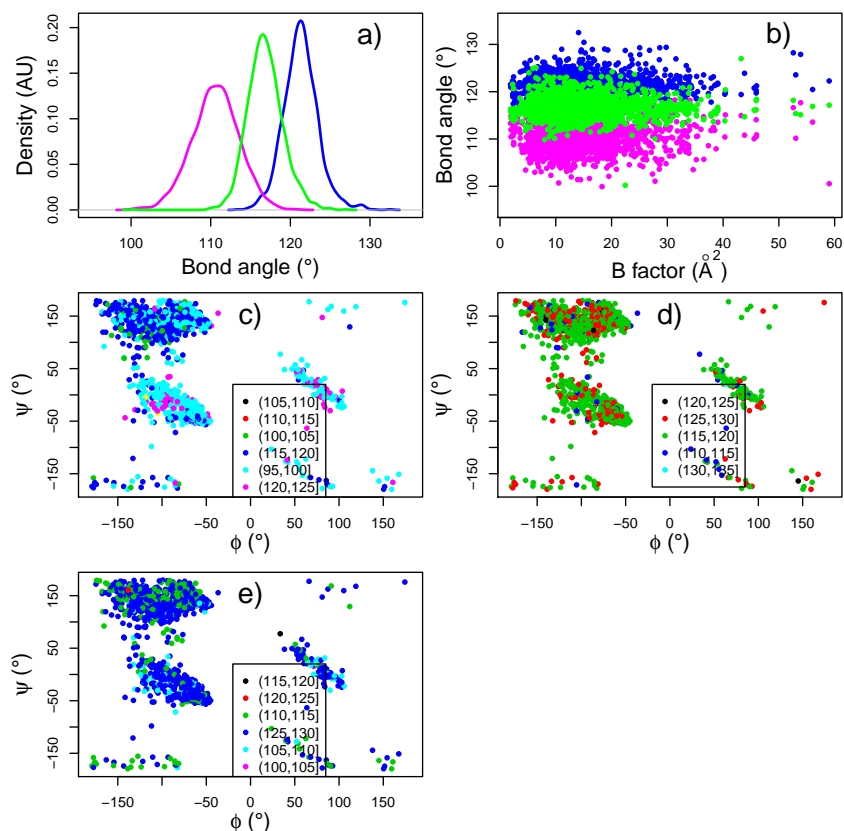 a)
Density (AU)
0.00 0.05 0.10 0.15 0.20
100 110 120 130
Bond angle (°)
b)
Bond angle (°)
100 110 120 130
0 10 20 30 40 50 60
B factor (Å²)
c)
ψ (°)
−150 −50 50 150
(105,110]
(110,115]
(100,105]
(115,120]
(95,100]
(120,125]
−150 −50 0 50 100 150
ϕ (°)
d)
ψ (°)
−150 −50 50 150
(120,125]
(125,130]
(115,120]
(110,115]
(130,135]
−150 −50 0 50 100 150
ϕ (°)
e)
ψ (°)
−150 −50 50 150
(115,120]
(120,125]
(110,115]
(125,130]
(105,110]
(100,105]
−150 −50 0 50 100 150
ϕ (°)